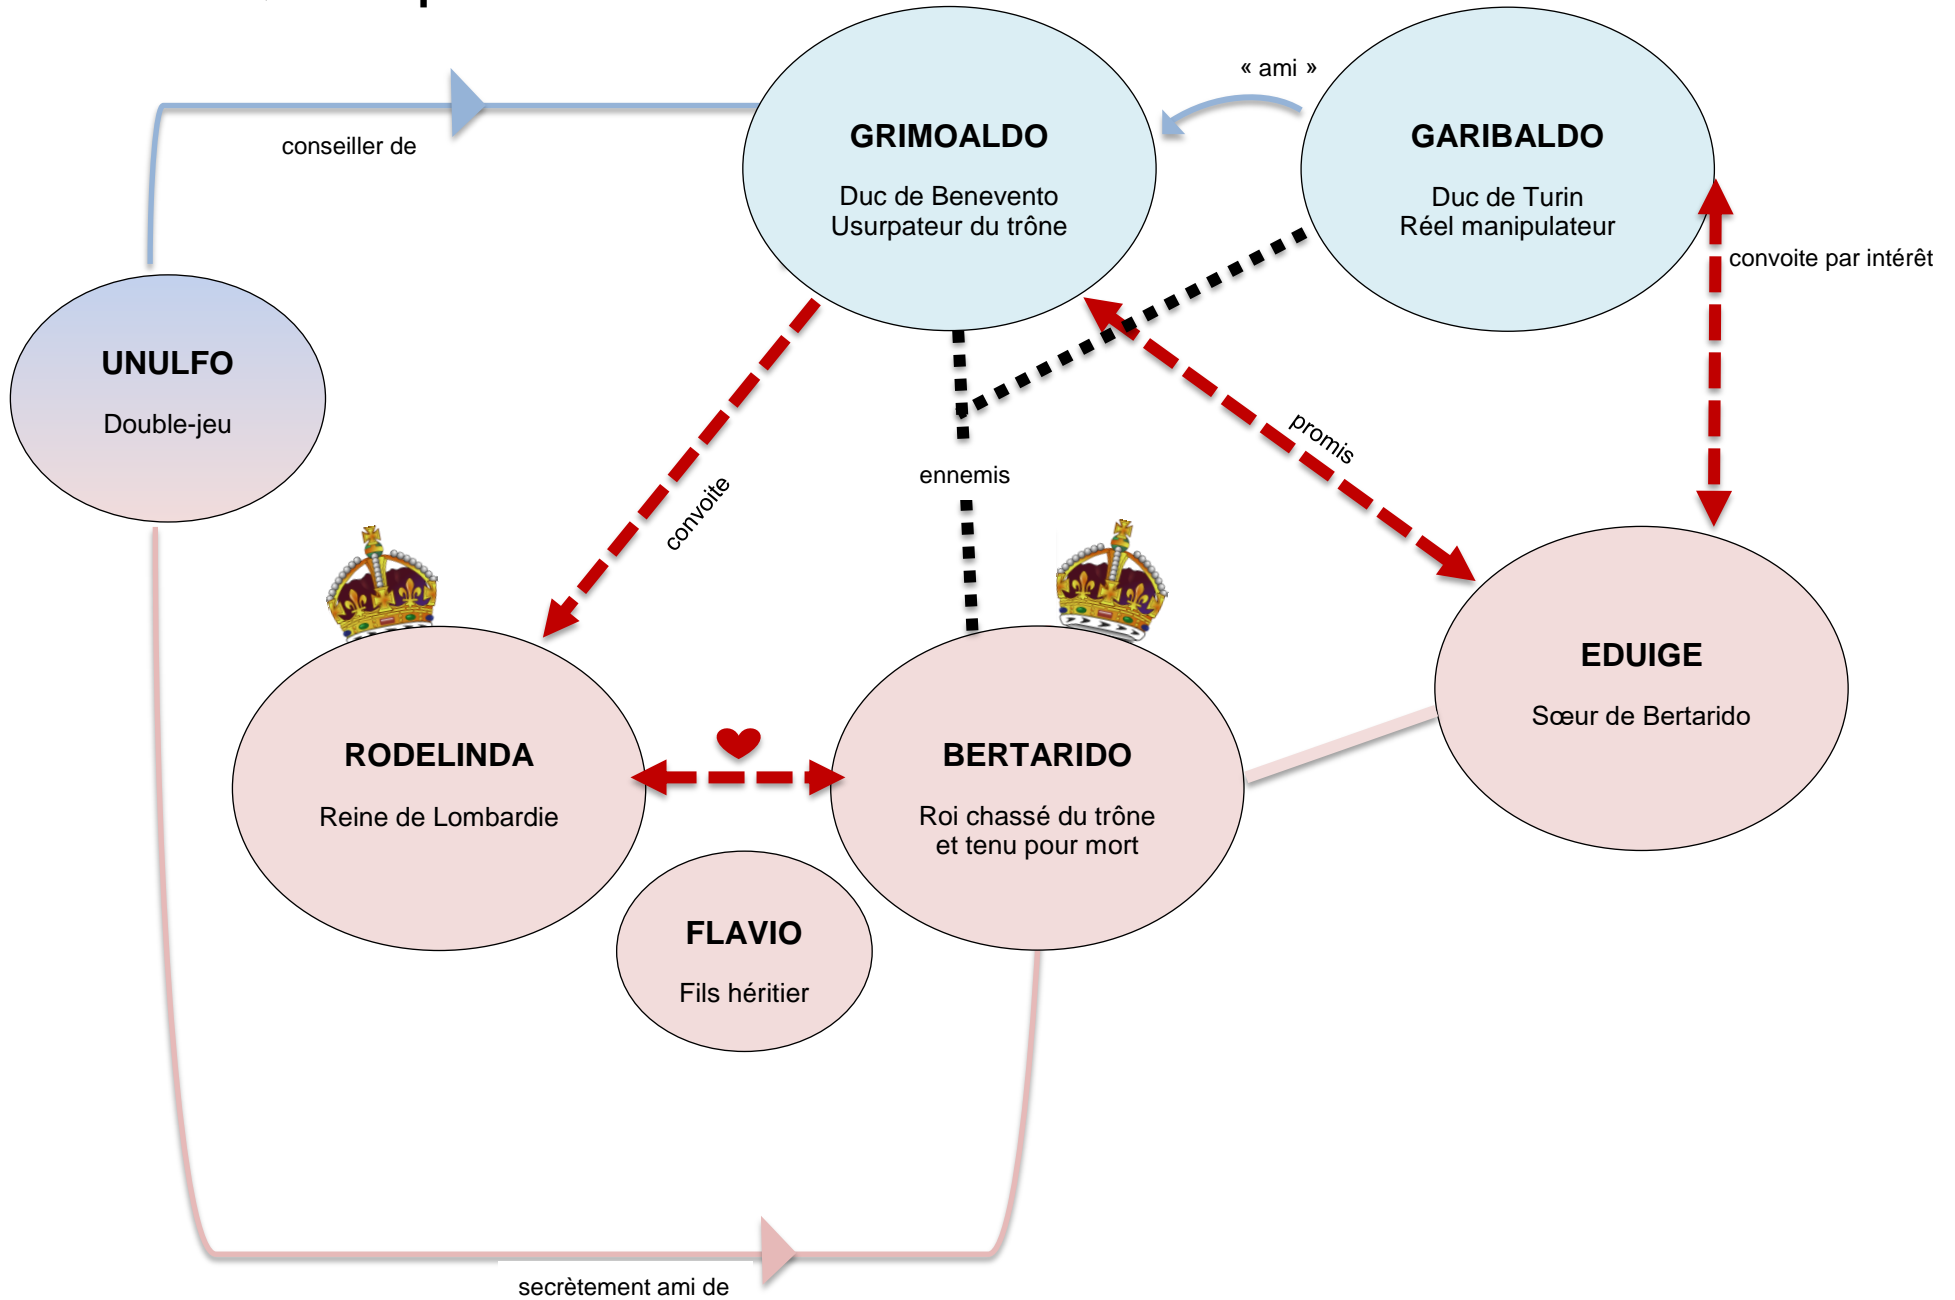 « ami »
GRIMOALDO
Duc de Benevento
Usurpateur du trône
GARIBALDO
Duc de Turin
Réel manipulateur
conseiller de
convoite par intérêt
UNULFO
Double-jeu
promis
ennemis
convoite
EDUIGE
Sœur de Bertarido
RODELINDA
Reine de Lombardie
BERTARIDO
Roi chassé du trône
et tenu pour mort
FLAVIO
Fils héritier
secrètement ami de